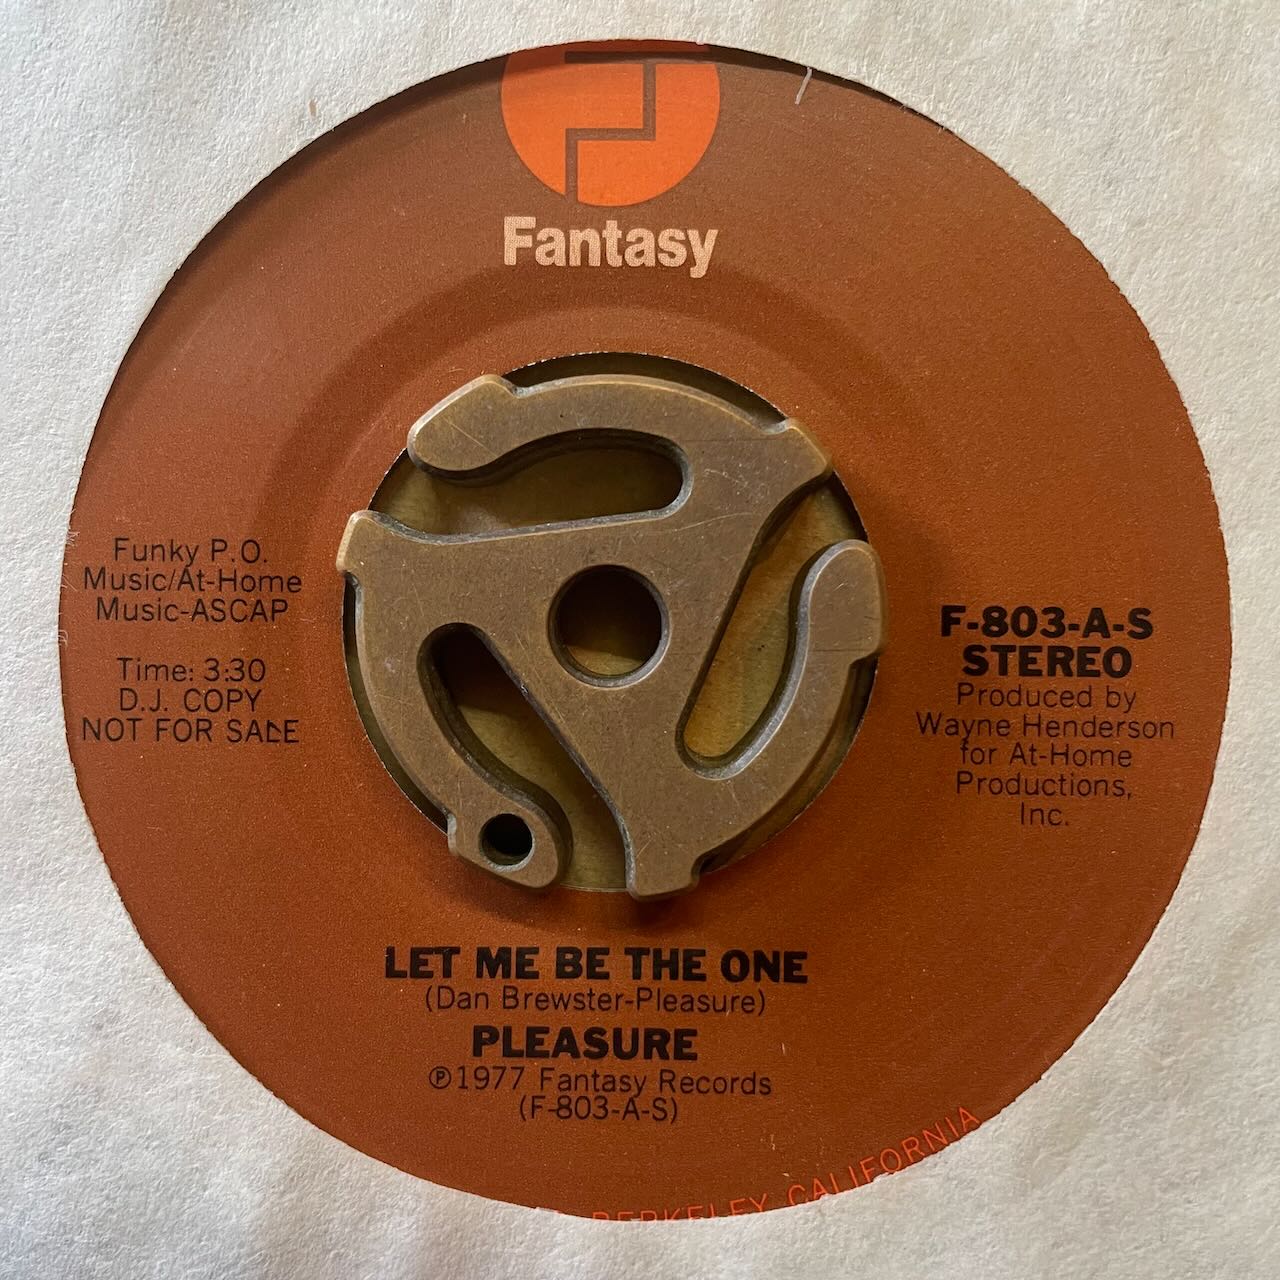 Fantasy
Funky P.O.
Music/At-Home
Music-ASCAP
Time: 3:30
D.J. COPY
NOT FOR SALE
F-803-A-S
STEREO
Produced by
Wayne Henderson
for At-Home
Productions,
Inc.
LET ME BE THE ONE
(Dan Brewster-Pleasure)
PLEASURE
℗1977 Fantasy Records
(F-803-A-S)
BERKELEY, CALIFORNIA